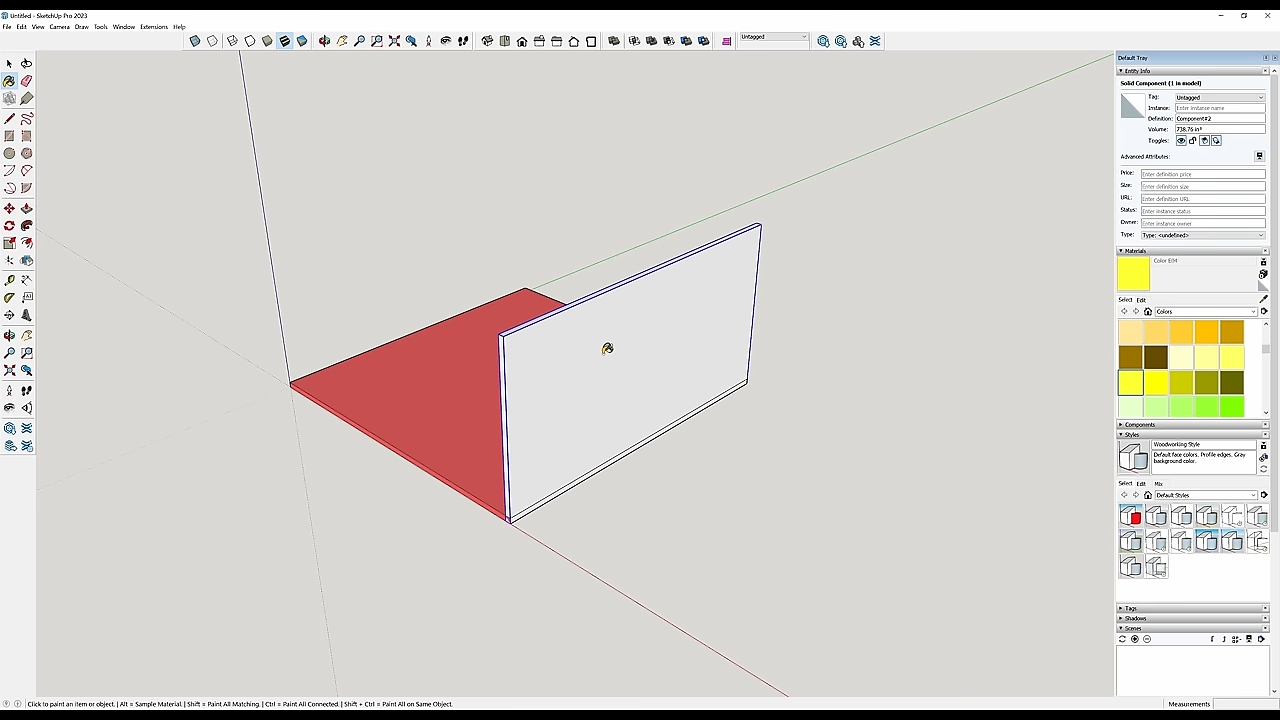 Untitled - SketchUp Pro 2023
File Edit View Camera Draw Tools Window Extensions Help
Untagged
Default Tray
Entity Info
Solid Component (1 in model)
Tag: Untagged
Instance: Enter instance name
Definition: Component#2
Volume: 738.76 in³
Toggles:
Advanced Attributes:
Price: Enter definition price
Size: Enter definition size
URL: Enter definition URL
Status: Enter instance status
Owner: Enter instance owner
Type: Type: <undefined>
Materials
Color E04
Select Edit
Colors
Components
Styles
Woodworking Style
Default face colors. Profile edges. Gray
background color.
Select Edit Mix
Default Styles
Tags
Shadows
Scenes
Click to paint an item or object. | Alt = Sample Material. | Shift = Paint All Matching. | Ctrl = Paint All Connected. | Shift + Ctrl = Paint All on Same Object.
Measurements